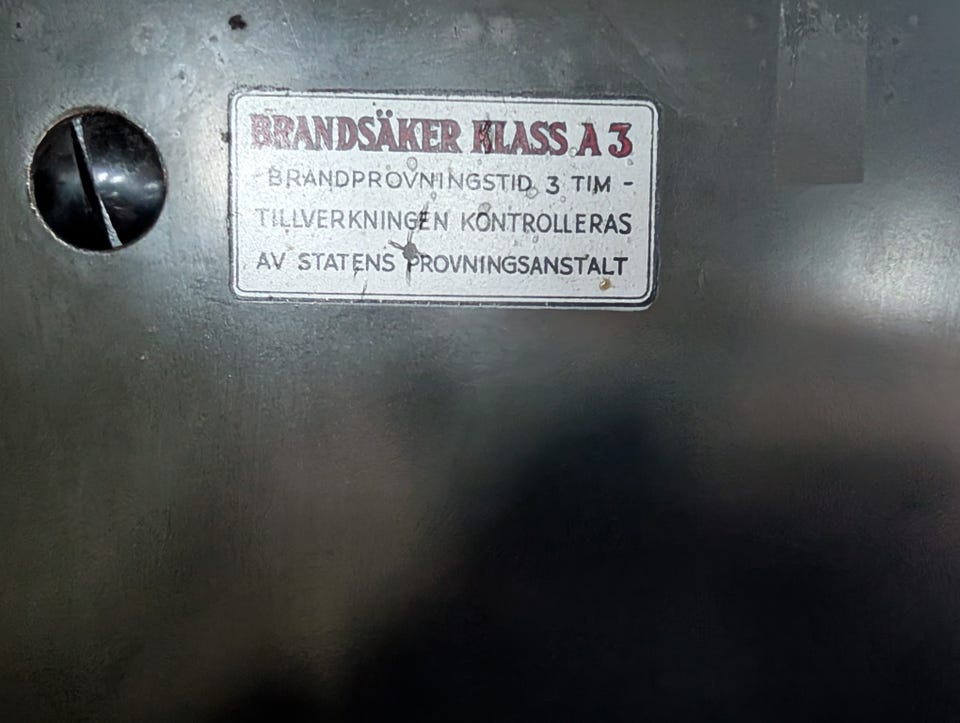 BRANDSÄKER KLASS A 3
- BRANDPROVNINGSTID 3 TIM -
TILLVERKNINGEN KONTROLLERAS
AV STATENS PROVNINGSANSTALT